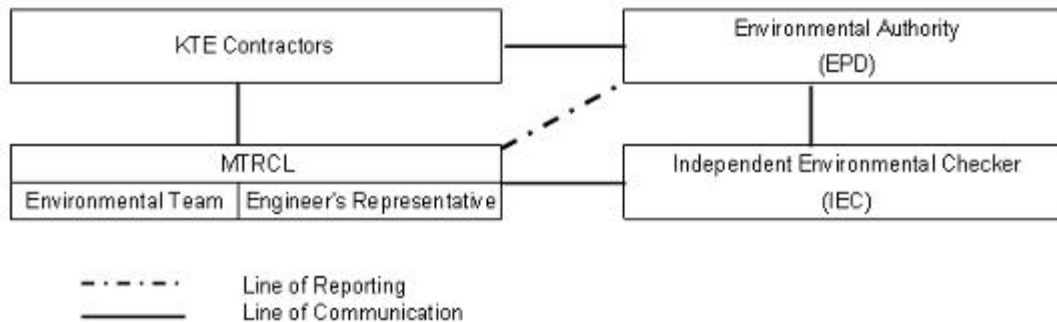 KTE Contractors
Environmental Authority
(EPD)
MTRCL
Environmental Team
Engineer's Representative
Independent Environmental Checker
(IEC)
Line of Reporting
Line of Communication